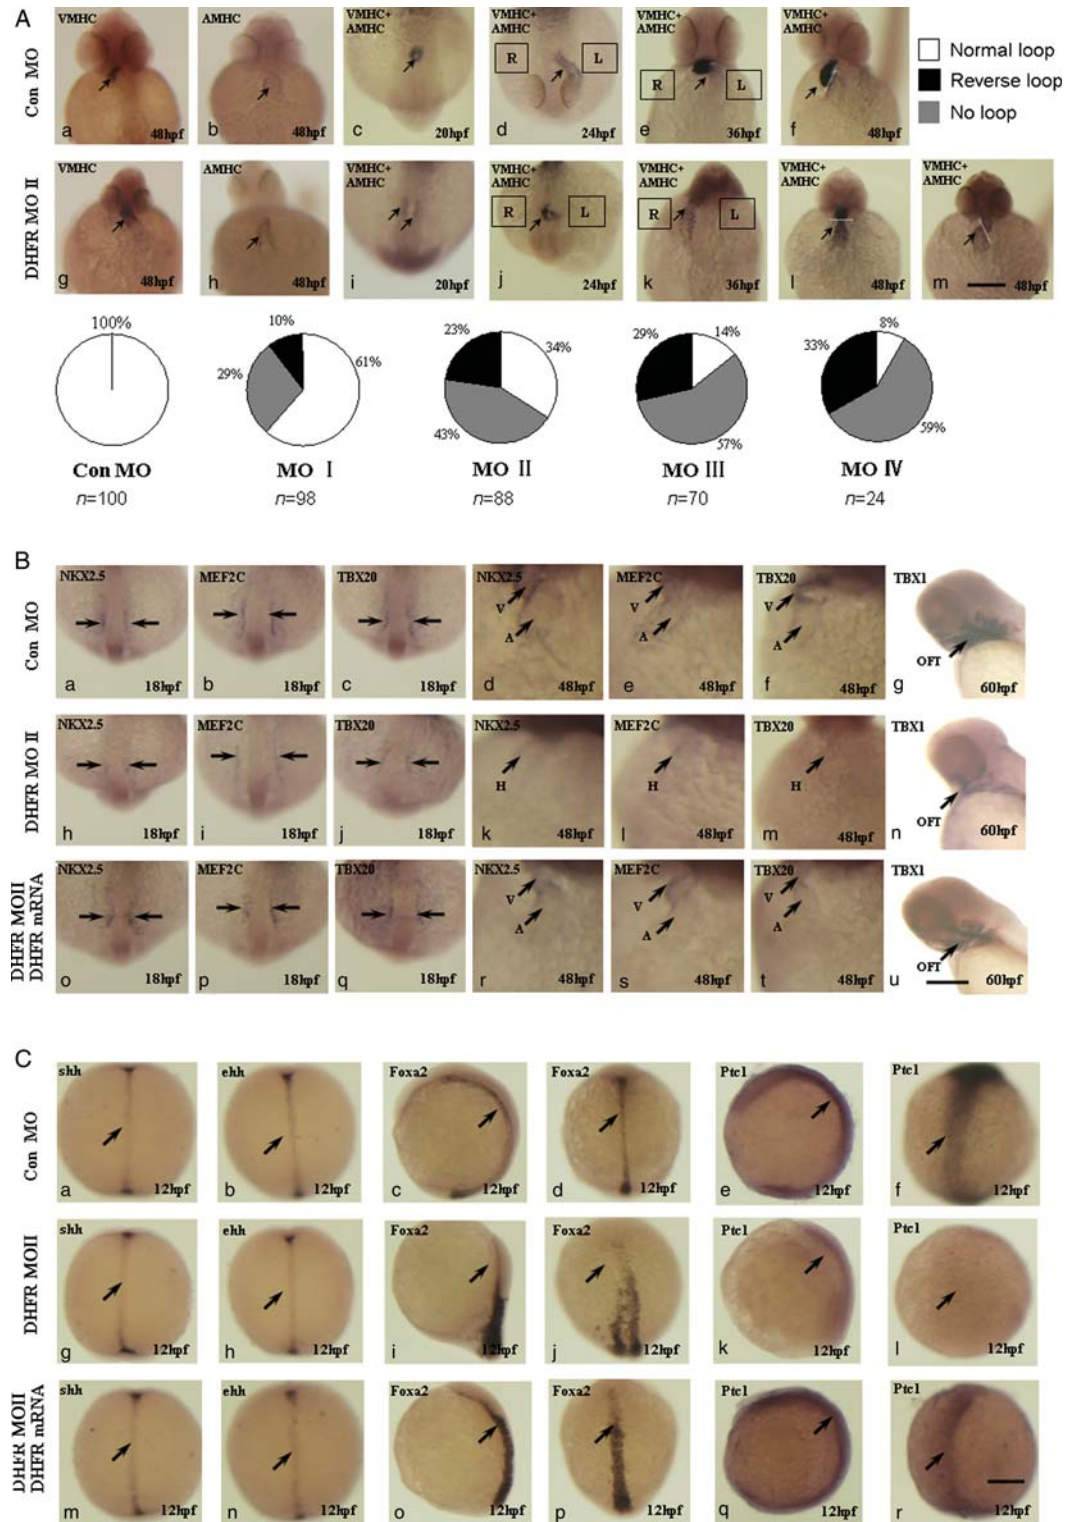 A
Con MO
VMHC
a
48hpf
AMHC
b
48hpf
VMHC+
AMHC
c
20hpf
VMHC+
AMHC
R
L
d
24hpf
VMHC+
AMHC
R
L
e
36hpf
VMHC+
AMHC
f
48hpf
Normal loop
Reverse loop
No loop
DHFR MO II
VMHC
g
48hpf
AMHC
h
48hpf
VMHC+
AMHC
i
20hpf
VMHC+
AMHC
R
L
j
24hpf
VMHC+
AMHC
R
L
k
36hpf
VMHC+
AMHC
l
48hpf
VMHC+
AMHC
m
48hpf
100%
Con MO
n=100
10%
29%
61%
MO I
n=98
23%
34%
43%
MO II
n=88
29%
14%
57%
MO III
n=70
8%
33%
59%
MO IV
n=24
B
Con MO
NKX2.5
a
18hpf
MEF2C
b
18hpf
TBX20
c
18hpf
NKX2.5
V
A
d
48hpf
MEF2C
V
A
e
48hpf
TBX20
V
A
f
48hpf
TBX1
OFT
g
60hpf
DHFR MO II
NKX2.5
h
18hpf
MEF2C
i
18hpf
TBX20
j
18hpf
NKX2.5
H
k
48hpf
MEF2C
H
l
48hpf
TBX20
H
m
48hpf
TBX1
OFT
n
60hpf
DHFR MOII
DHFR mRNA
NKX2.5
o
18hpf
MEF2C
p
18hpf
TBX20
q
18hpf
NKX2.5
V
A
r
48hpf
MEF2C
V
A
s
48hpf
TBX20
V
A
t
48hpf
TBX1
OFT
u
60hpf
C
Con MO
shh
a
12hpf
ehh
b
12hpf
Foxa2
c
12hpf
Foxa2
d
12hpf
Ptc1
e
12hpf
Ptc1
f
12hpf
DHFR MOII
shh
g
12hpf
ehh
h
12hpf
Foxa2
i
12hpf
Foxa2
j
12hpf
Ptc1
k
12hpf
Ptc1
l
12hpf
DHFR MOII
DHFR mRNA
shh
m
12hpf
ehh
n
12hpf
Foxa2
o
12hpf
Foxa2
p
12hpf
Ptc1
q
12hpf
Ptc1
r
12hpf